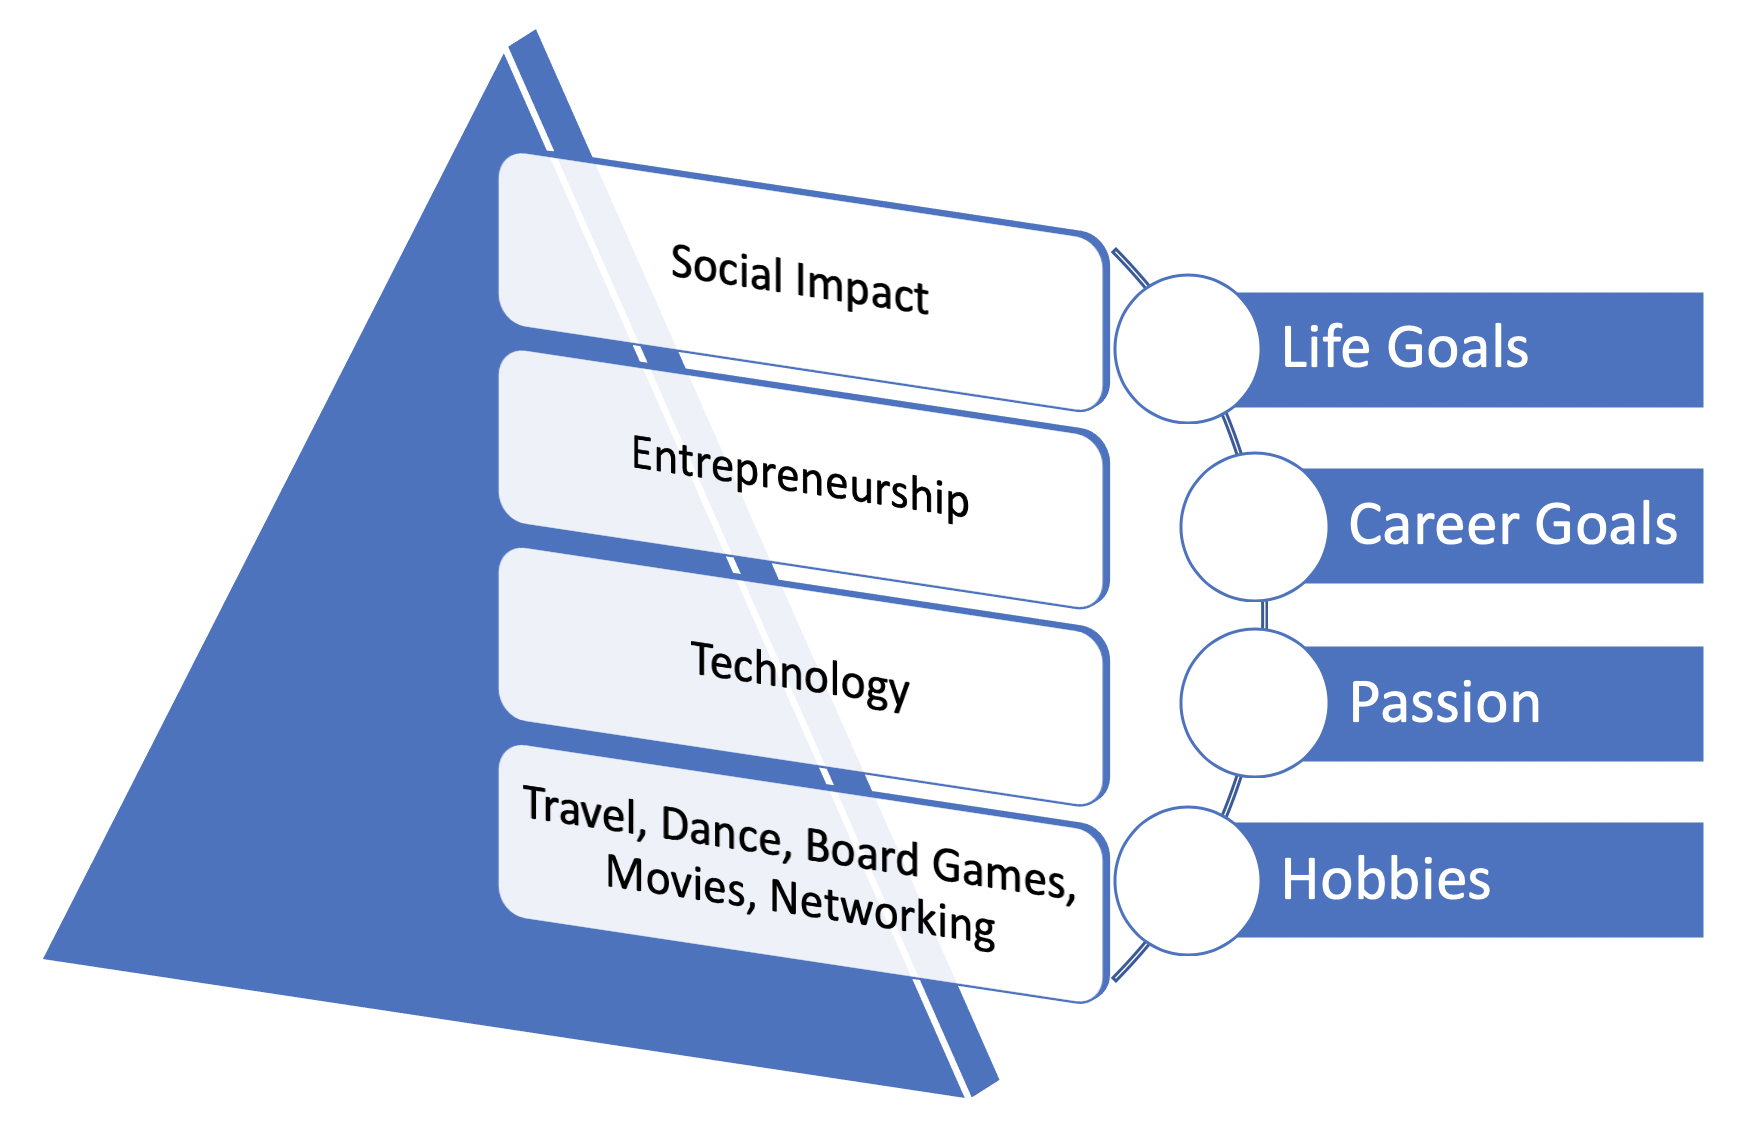 Social Impact
Entrepreneurship
Technology
Travel, Dance, Board Games,
Movies, Networking
Life Goals
Career Goals
Passion
Hobbies